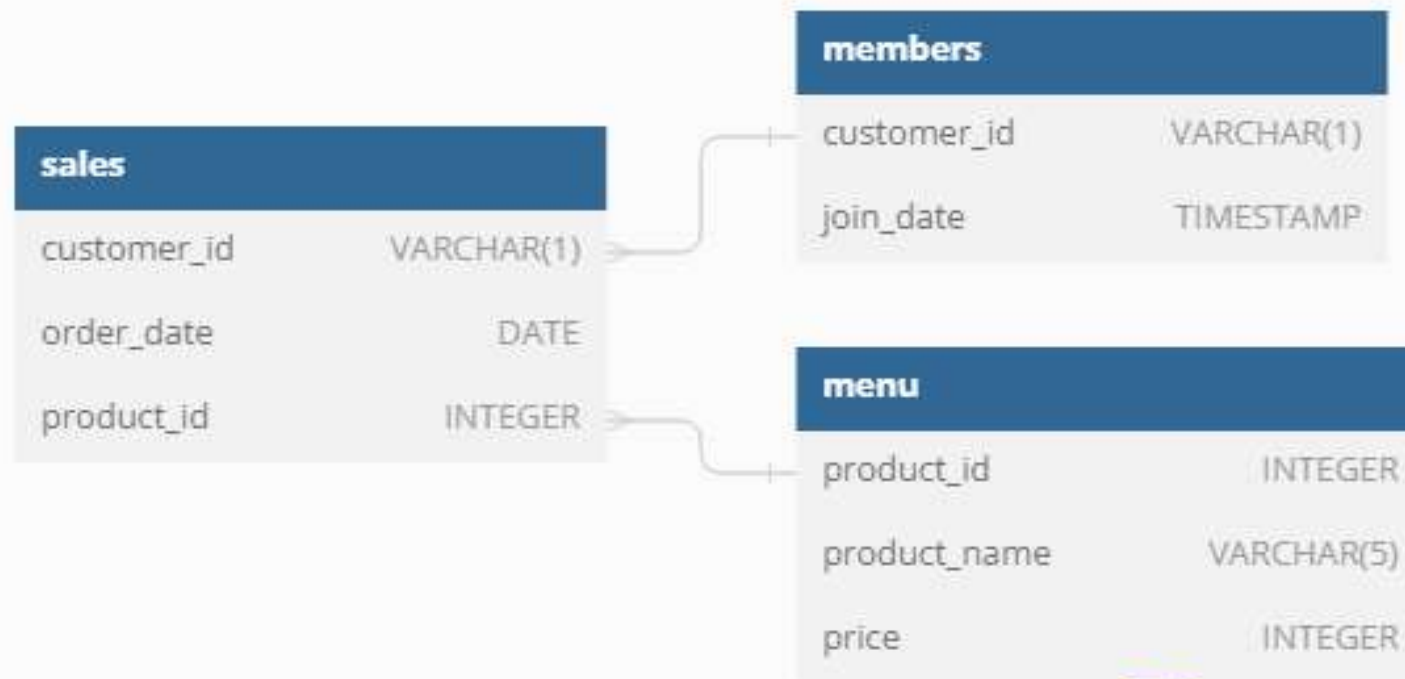 sales
customer_id VARCHAR(1)
order_date DATE
product_id INTEGER
members
customer_id VARCHAR(1)
join_date TIMESTAMP
menu
product_id INTEGER
product_name VARCHAR(5)
price INTEGER